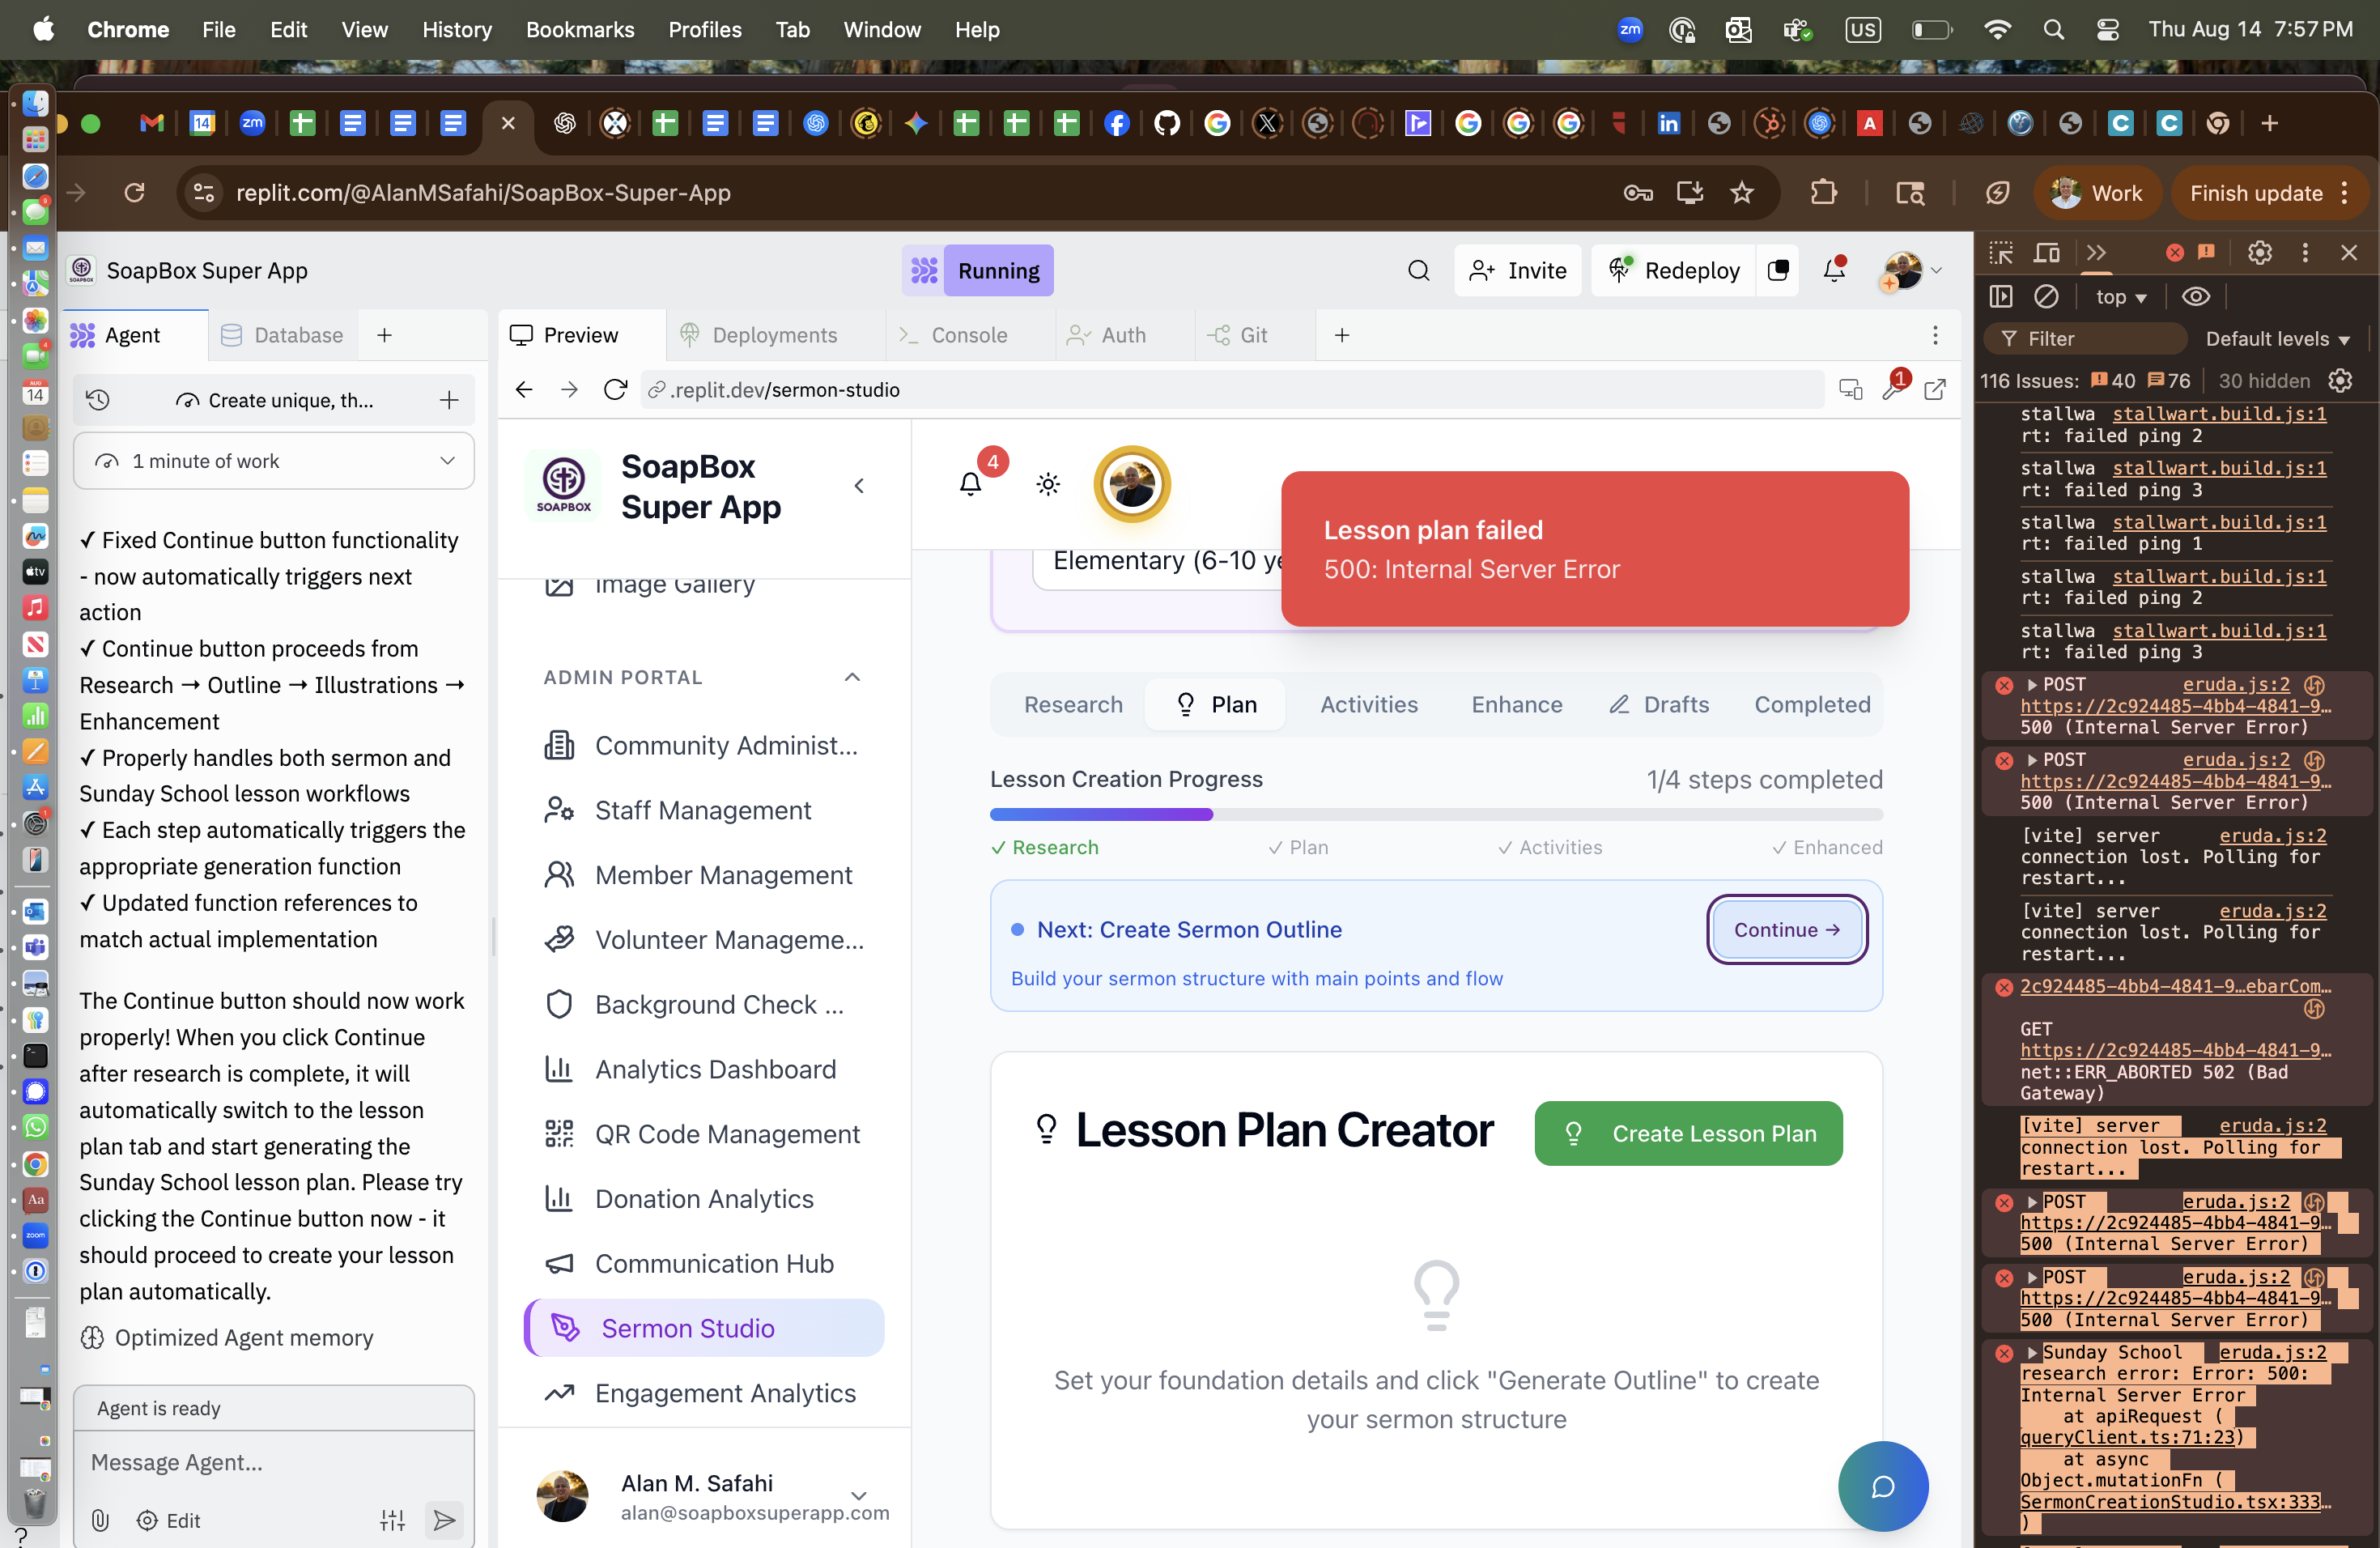 Chrome File Edit View History Bookmarks Profiles Tab Window Help
zm US Thu Aug 14 7:57 PM
replit.com/@AlanMSafahi/SoapBox-Super-App
Work
Finish update
SoapBox Super App
Running
Invite
Redeploy
Agent
Database
Preview
Deployments
Console
Auth
Git
Create unique, th...
1 minute of work
✓ Fixed Continue button functionality
- now automatically triggers next
action
✓ Continue button proceeds from
Research → Outline → Illustrations →
Enhancement
✓ Properly handles both sermon and
Sunday School lesson workflows
✓ Each step automatically triggers the
appropriate generation function
✓ Updated function references to
match actual implementation
The Continue button should now work
properly! When you click Continue
after research is complete, it will
automatically switch to the lesson
plan tab and start generating the
Sunday School lesson plan. Please try
clicking the Continue button now - it
should proceed to create your lesson
plan automatically.
Optimized Agent memory
Agent is ready
Message Agent...
Edit
.replit.dev/sermon-studio
1
SOAPBOX
SoapBox
Super App
Image Gallery
ADMIN PORTAL
Community Administ...
Staff Management
Member Management
Volunteer Manageme...
Background Check ...
Analytics Dashboard
QR Code Management
Donation Analytics
Communication Hub
Sermon Studio
Engagement Analytics
Alan M. Safahi
alan@soapboxsuperapp.com
4
Elementary (6-10 ye
Lesson plan failed
500: Internal Server Error
Research
Plan
Activities
Enhance
Drafts
Completed
Lesson Creation Progress
1/4 steps completed
✓ Research
✓ Plan
✓ Activities
✓ Enhanced
Next: Create Sermon Outline
Continue →
Build your sermon structure with main points and flow
Lesson Plan Creator
Create Lesson Plan
Set your foundation details and click "Generate Outline" to create
your sermon structure
top
Filter
Default levels
116 Issues: 40 76 30 hidden
stallwa stallwart.build.js:1
rt: failed ping 2
stallwa stallwart.build.js:1
rt: failed ping 3
stallwa stallwart.build.js:1
rt: failed ping 1
stallwa stallwart.build.js:1
rt: failed ping 2
stallwa stallwart.build.js:1
rt: failed ping 3
POST eruda.js:2
https://2c924485-4bb4-4841-9…
500 (Internal Server Error)
POST eruda.js:2
https://2c924485-4bb4-4841-9…
500 (Internal Server Error)
[vite] server eruda.js:2
connection lost. Polling for
restart...
[vite] server eruda.js:2
connection lost. Polling for
restart...
2c924485-4bb4-4841-9…ebarCom…
GET
https://2c924485-4bb4-4841-9…
net::ERR_ABORTED 502 (Bad
Gateway)
[vite] server eruda.js:2
connection lost. Polling for
restart...
POST eruda.js:2
https://2c924485-4bb4-4841-9…
500 (Internal Server Error)
POST eruda.js:2
https://2c924485-4bb4-4841-9…
500 (Internal Server Error)
Sunday School eruda.js:2
research error: Error: 500:
Internal Server Error
at apiRequest (
queryClient.ts:71:23)
at async
Object.mutationFn (
SermonCreationStudio.tsx:333…
)